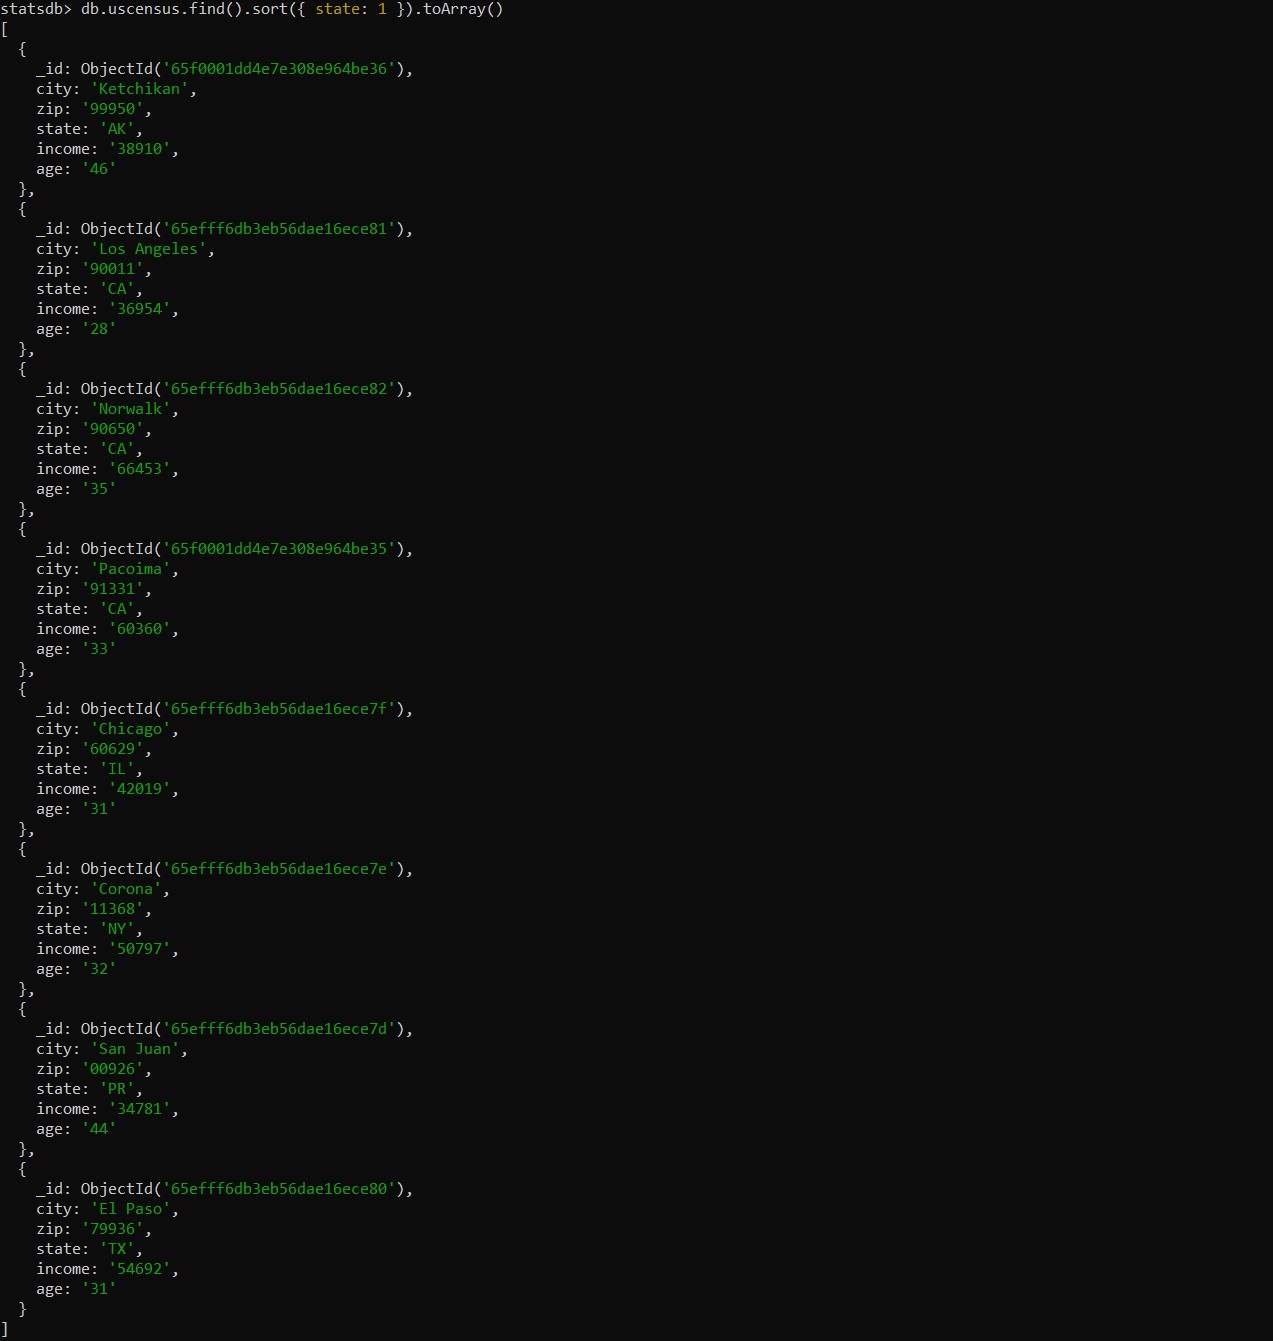 statsdb> db.uscensus.find().sort({ state: 1 }).toArray()
[
  {
    _id: ObjectId('65f0001dd4e7e308e964be36'),
    city: 'Ketchikan',
    zip: '99950',
    state: 'AK',
    income: '38910',
    age: '46'
  },
  {
    _id: ObjectId('65efff6db3eb56dae16ece81'),
    city: 'Los Angeles',
    zip: '90011',
    state: 'CA',
    income: '36954',
    age: '28'
  },
  {
    _id: ObjectId('65efff6db3eb56dae16ece82'),
    city: 'Norwalk',
    zip: '90650',
    state: 'CA',
    income: '66453',
    age: '35'
  },
  {
    _id: ObjectId('65f0001dd4e7e308e964be35'),
    city: 'Pacoima',
    zip: '91331',
    state: 'CA',
    income: '60360',
    age: '33'
  },
  {
    _id: ObjectId('65efff6db3eb56dae16ece7f'),
    city: 'Chicago',
    zip: '60629',
    state: 'IL',
    income: '42019',
    age: '31'
  },
  {
    _id: ObjectId('65efff6db3eb56dae16ece7e'),
    city: 'Corona',
    zip: '11368',
    state: 'NY',
    income: '50797',
    age: '32'
  },
  {
    _id: ObjectId('65efff6db3eb56dae16ece7d'),
    city: 'San Juan',
    zip: '00926',
    state: 'PR',
    income: '34781',
    age: '44'
  },
  {
    _id: ObjectId('65efff6db3eb56dae16ece80'),
    city: 'El Paso',
    zip: '79936',
    state: 'TX',
    income: '54692',
    age: '31'
  }
]